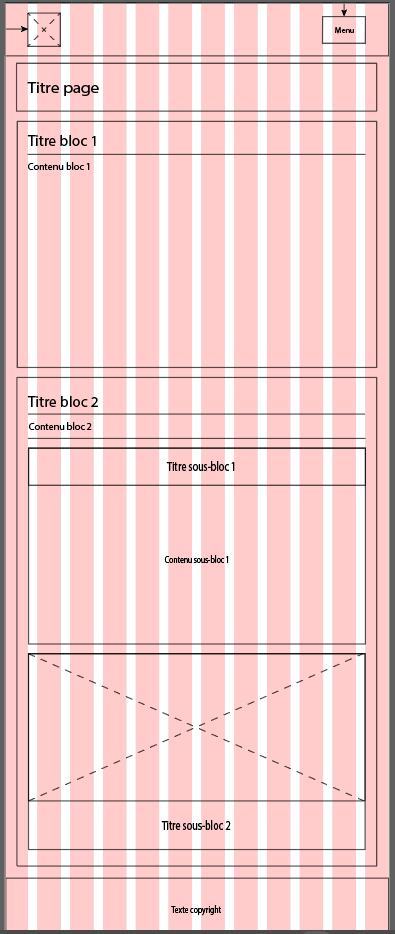 Menu
Titre page
Titre bloc 1
Contenu bloc 1
Titre bloc 2
Contenu bloc 2
Titre sous-bloc 1
Contenu sous-bloc 1
Titre sous-bloc 2
Texte copyright